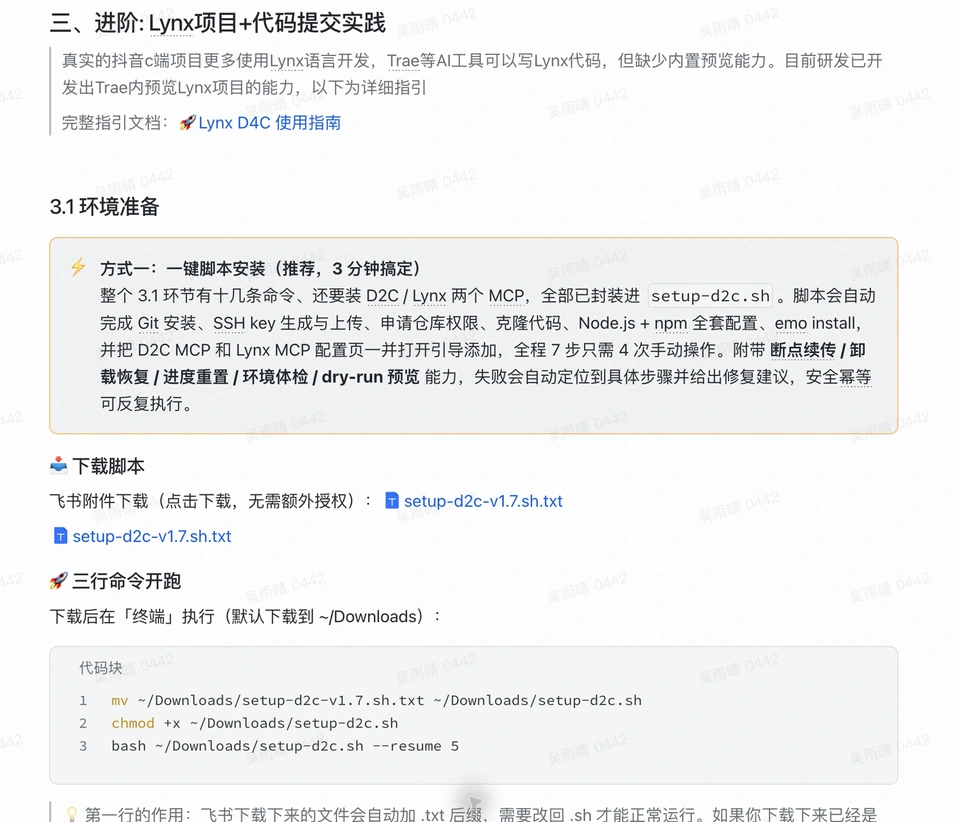 三、进阶: Lynx项目+代码提交实践
真实的抖音c端项目更多使用Lynx语言开发，Trae等AI工具可以写Lynx代码，但缺少内置预览能力。目前研发已开
发出Trae内预览Lynx项目的能力，以下为详细指引
完整指引文档：🚀Lynx D4C 使用指南
3.1 环境准备
⚡ 方式一：一键脚本安装（推荐，3 分钟搞定）
整个 3.1 环节有十几条命令、还要装 D2C / Lynx 两个 MCP，全部已封装进 setup-d2c.sh 。脚本会自动
完成 Git 安装、SSH key 生成与上传、申请仓库权限、克隆代码、Node.js + npm 全套配置、emo install，
并把 D2C MCP 和 Lynx MCP 配置页一并打开引导添加，全程 7 步只需 4 次手动操作。附带 断点续传 / 卸
载恢复 / 进度重置 / 环境体检 / dry-run 预览 能力，失败会自动定位到具体步骤并给出修复建议，安全幂等
可反复执行。
📥 下载脚本
飞书附件下载（点击下载，无需额外授权）： setup-d2c-v1.7.sh.txt
setup-d2c-v1.7.sh.txt
🚀 三行命令开跑
下载后在「终端」执行（默认下载到 ~/Downloads）：
代码块
1 mv ~/Downloads/setup-d2c-v1.7.sh.txt ~/Downloads/setup-d2c.sh
2 chmod +x ~/Downloads/setup-d2c.sh
3 bash ~/Downloads/setup-d2c.sh --resume 5
💡 第一行的作用：飞书下载下来的文件会自动加 .txt 后缀，需要改回 .sh 才能正常运行。如果你下载下来已经是
吴雨晴 0442